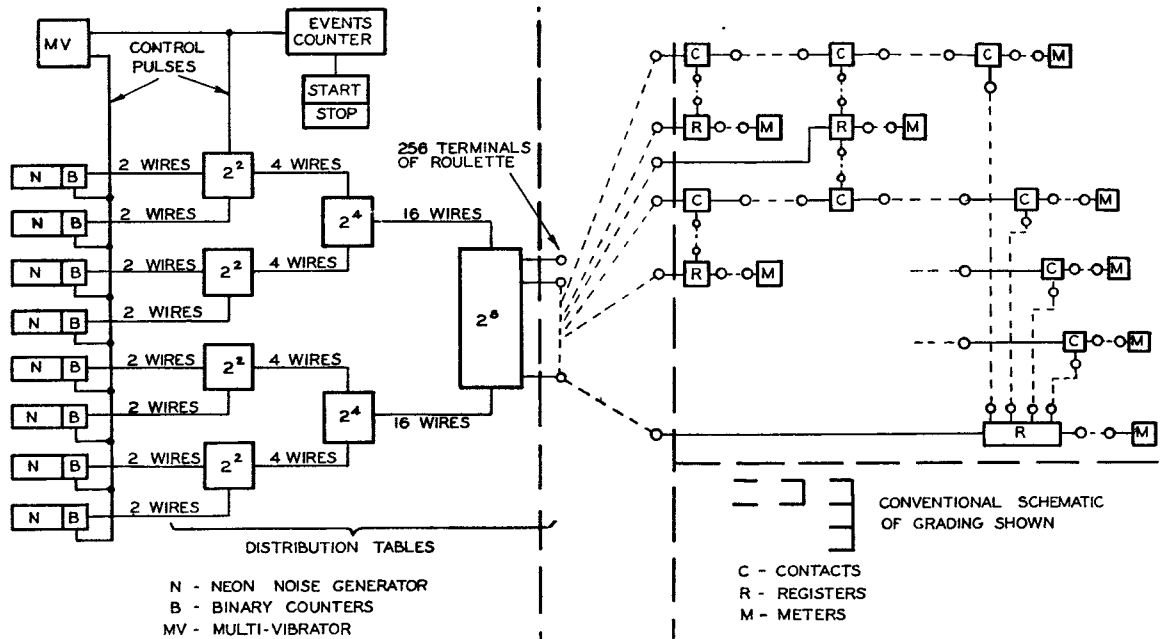 MV
EVENTS
COUNTER
CONTROL
PULSES
START
STOP
256 TERMINALS
OF ROULETTE
N B
2 WIRES
2²
4 WIRES
N B
2 WIRES
2⁴
16 WIRES
N B
2 WIRES
2²
4 WIRES
N B
2 WIRES
2⁸
N B
2 WIRES
2²
4 WIRES
N B
2 WIRES
2⁴
16 WIRES
N B
2 WIRES
2²
4 WIRES
N B
2 WIRES
DISTRIBUTION TABLES
N - NEON NOISE GENERATOR
B - BINARY COUNTERS
MV - MULTI-VIBRATOR
C C C M
R M R M
C C C M
R M C M
C M
R M
CONVENTIONAL SCHEMATIC
OF GRADING SHOWN
C - CONTACTS
R - REGISTERS
M - METERS